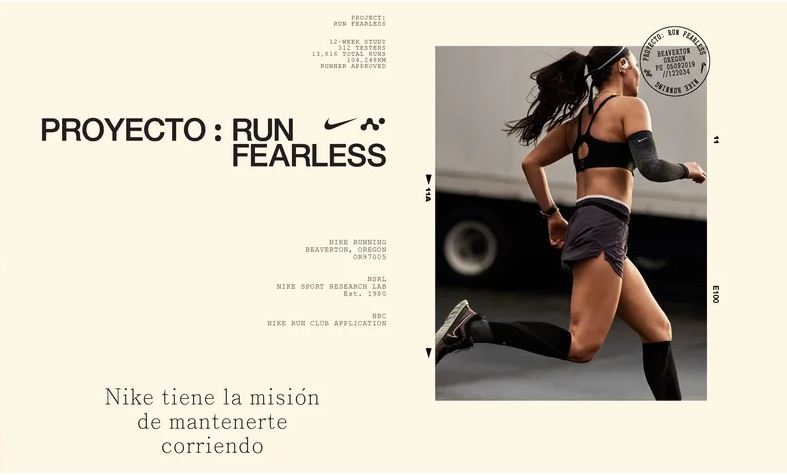 PROJECT:
RUN FEARLESS
12-WEEK STUDY
312 TESTERS
13,816 TOTAL RUNS
104,248KM
RUNNER APPROVED
PROYECTO : RUN
FEARLESS
NIKE RUNNING
BEAVERTON, OREGON
OR97005
NSRL
NIKE SPORT RESEARCH LAB
Est. 1980
NRC
NIKE RUN CLUB APPLICATION
Nike tiene la misión
de mantenerte
corriendo
PROYECTO: RUN FEARLESS
BEAVERTON
OREGON
PO 05092019
//122034
NIKE RUNNING
11
11A
E100